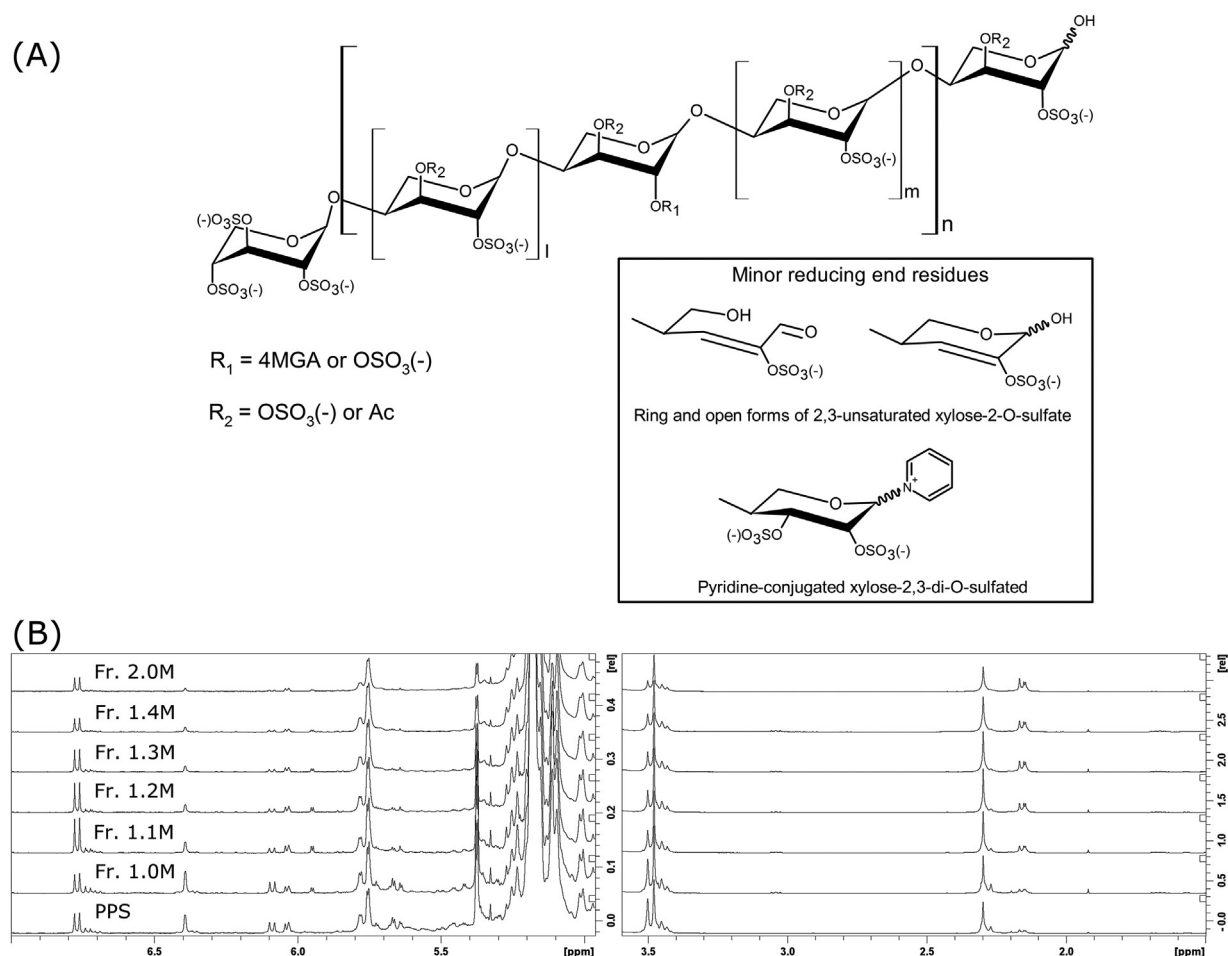 (A)
OH
OR2
O
O
OSO3(-)
OR2
O
O
OSO3(-)
m
OR2
O
O
OR1
n
OR2
O
O
OSO3(-)
l
(-)O3SO
O
OSO3(-)
OSO3(-)
R1 = 4MGA or OSO3(-)
R2 = OSO3(-) or Ac
Minor reducing end residues
OH
O
OSO3(-)
O
OH
OSO3(-)
Ring and open forms of 2,3-unsaturated xylose-2-O-sulfate
N+
O
(-)O3SO
OSO3(-)
Pyridine-conjugated xylose-2,3-di-O-sulfated
(B)
Fr. 2.0M
Fr. 1.4M
Fr. 1.3M
Fr. 1.2M
Fr. 1.1M
Fr. 1.0M
PPS
[rel]
0.4
0.3
0.2
0.1
0.0
6.5 6.0 5.5 [ppm]
[rel]
2.5
2.0
1.5
1.0
0.5
- 0.0
3.5 3.0 2.5 2.0 [ppm]